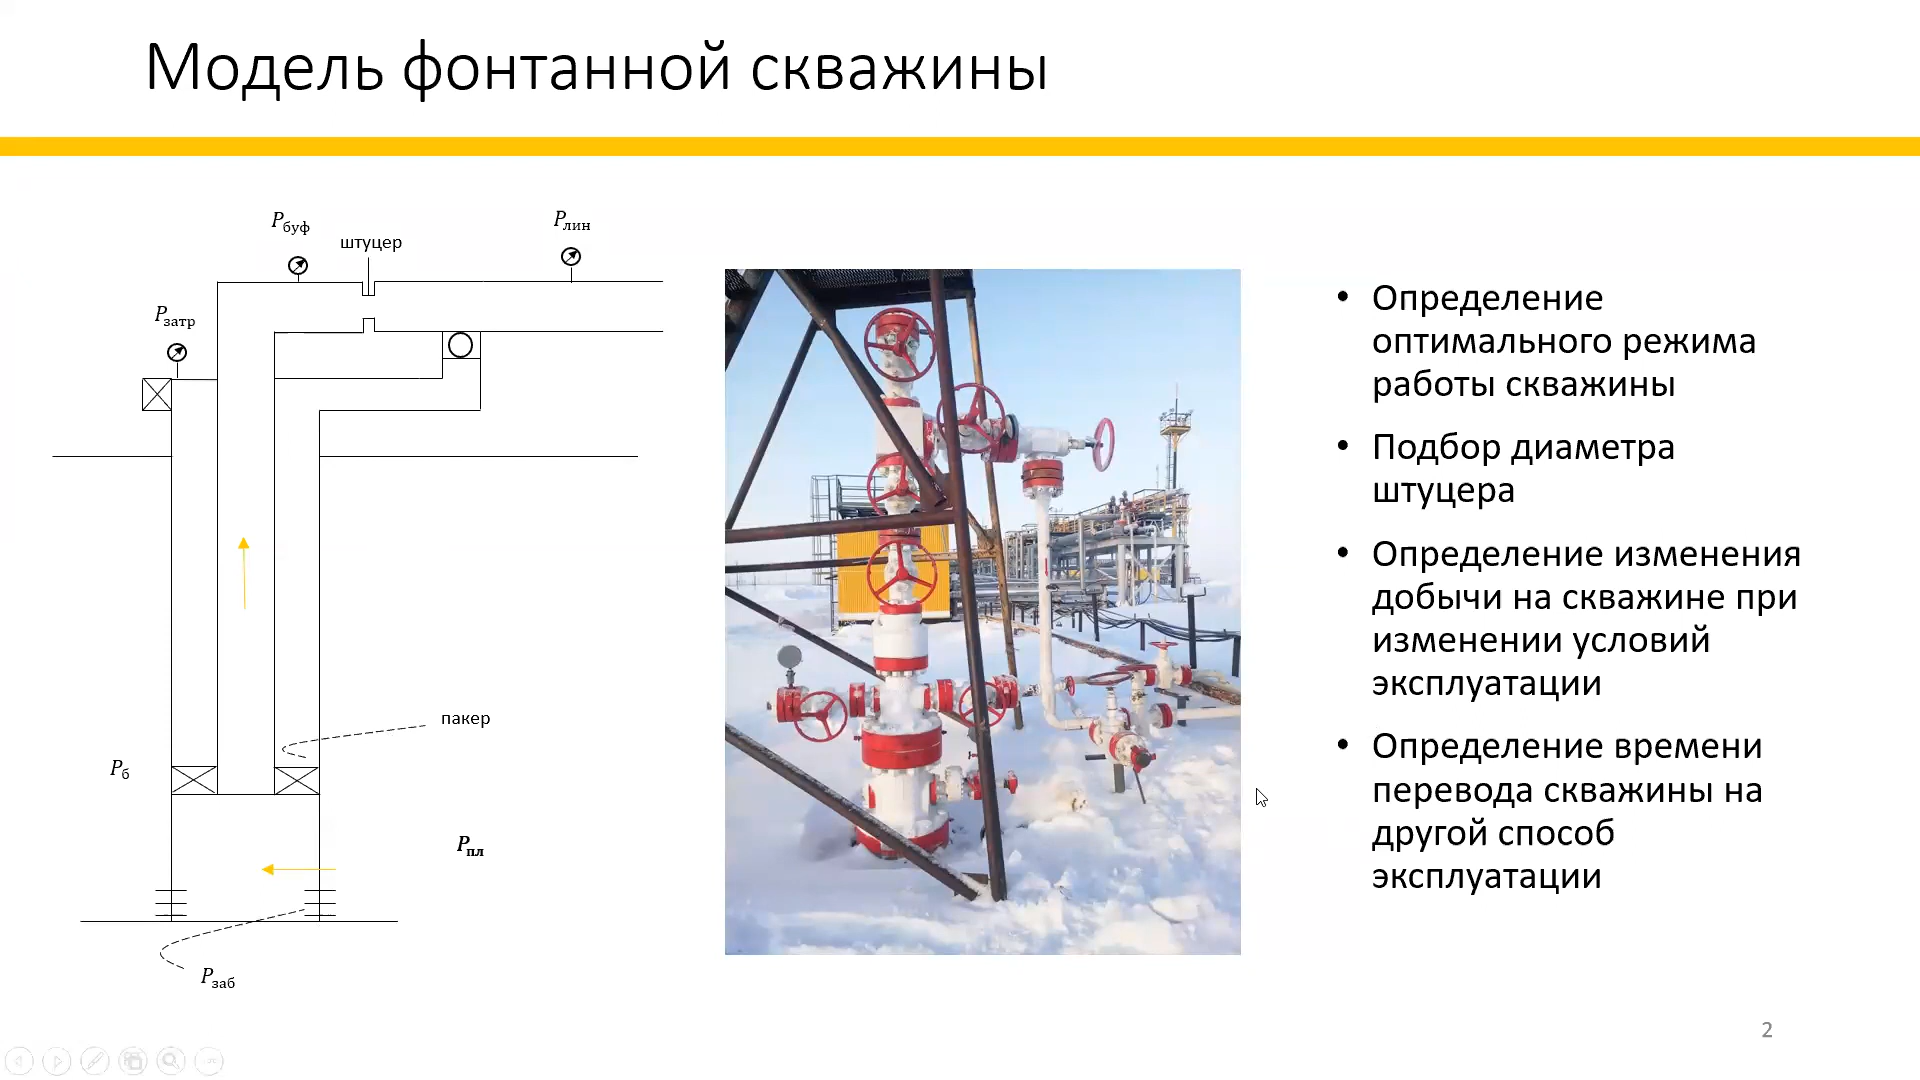 Модель фонтанной скважины
Pбуф
штуцер
Pлин
Pзатр
пакер
Pб
Pпл
Pзаб
• Определение
оптимального режима
работы скважины
• Подбор диаметра
штуцера
• Определение изменения
добычи на скважине при
изменении условий
эксплуатации
• Определение времени
перевода скважины на
другой способ
эксплуатации
2